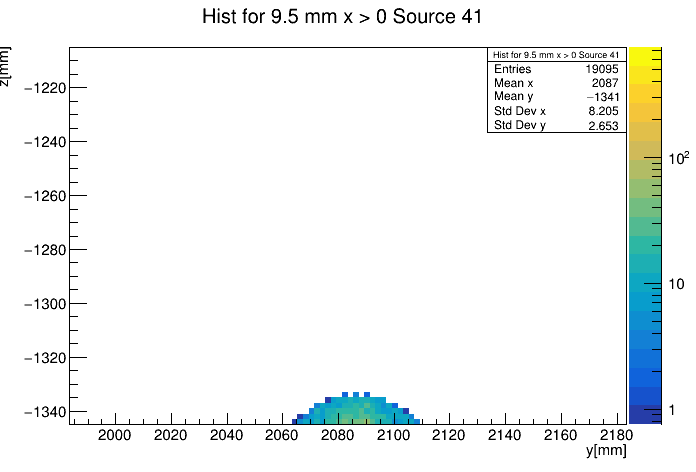 Hist for 9.5 mm x > 0 Source 41
z[mm]
Hist for 9.5 mm x > 0 Source 41
Entries 19095
Mean x 2087
Mean y −1341
Std Dev x 8.205
Std Dev y 2.653
−1220
−1240
−1260
−1280
−1300
−1320
−1340
10²
10
1
2000 2020 2040 2060 2080 2100 2120 2140 2160 2180
y[mm]